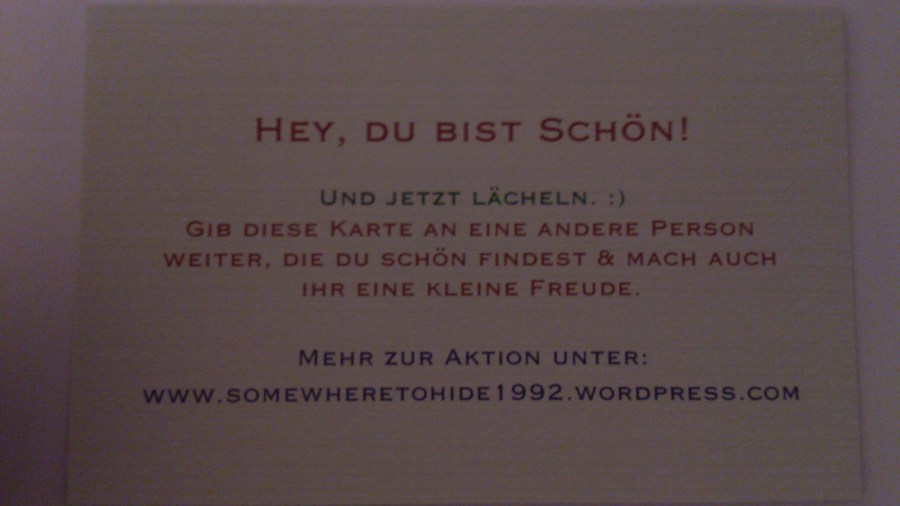 HEY, DU BIST SCHÖN!
UND JETZT LÄCHELN. :)
GIB DIESE KARTE AN EINE ANDERE PERSON
WEITER, DIE DU SCHÖN FINDEST & MACH AUCH
IHR EINE KLEINE FREUDE.
MEHR ZUR AKTION UNTER:
WWW.SOMEWHERETOHIDE1992.WORDPRESS.COM